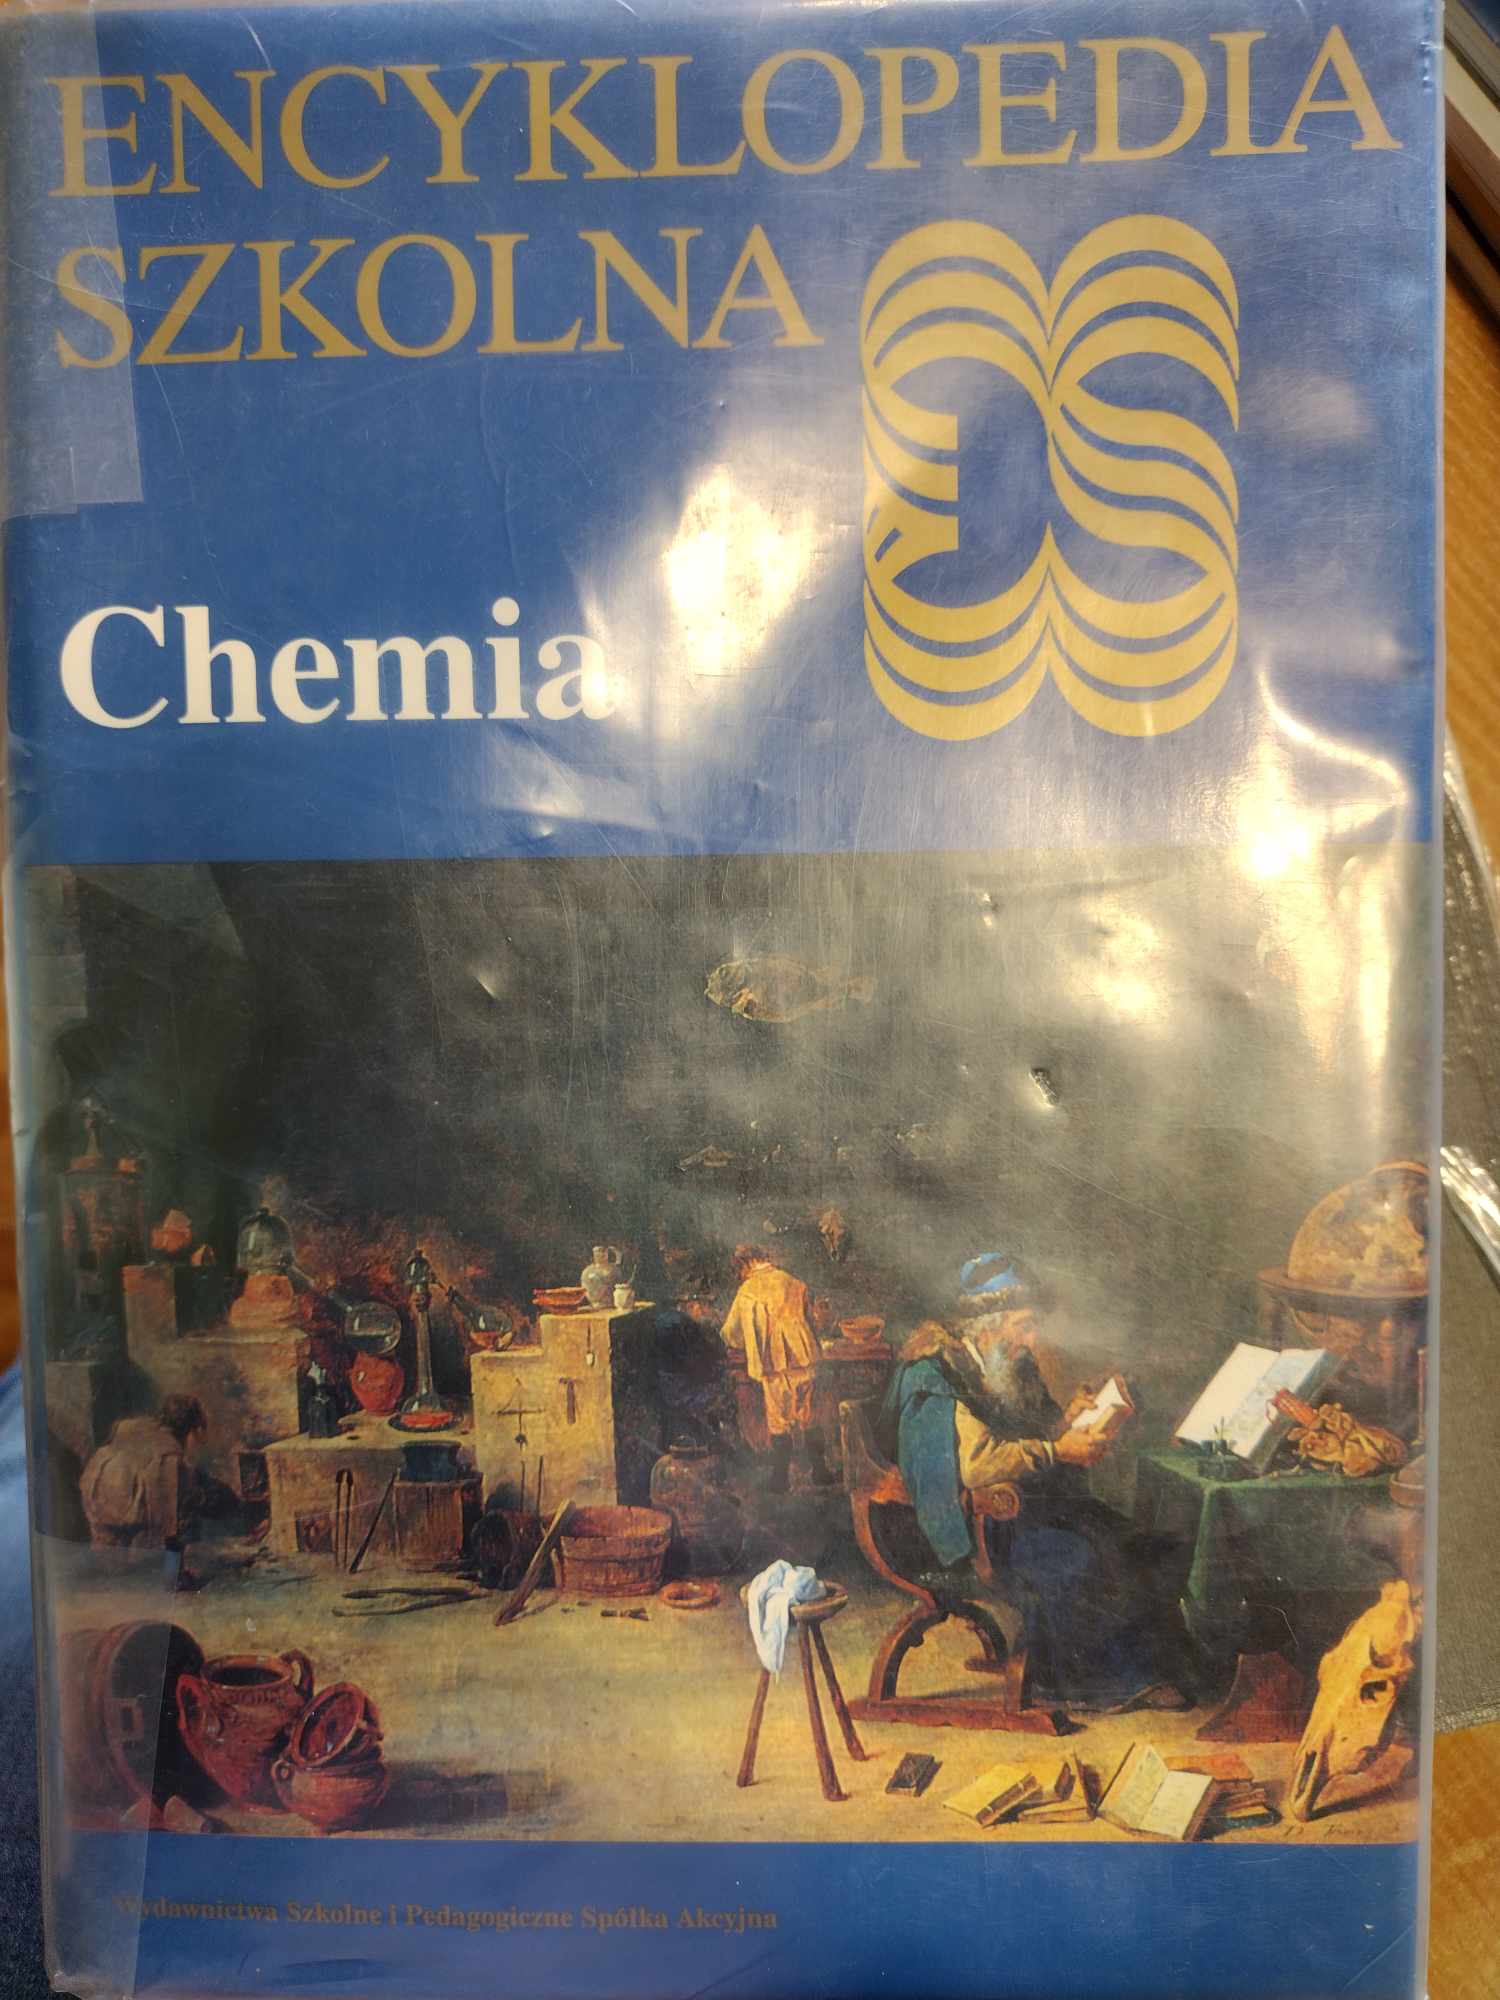 ENCYKLOPEDIA
SZKOLNA
Chemia
Wydawnictwa Szkolne i Pedagogiczne Spółka Akcyjna